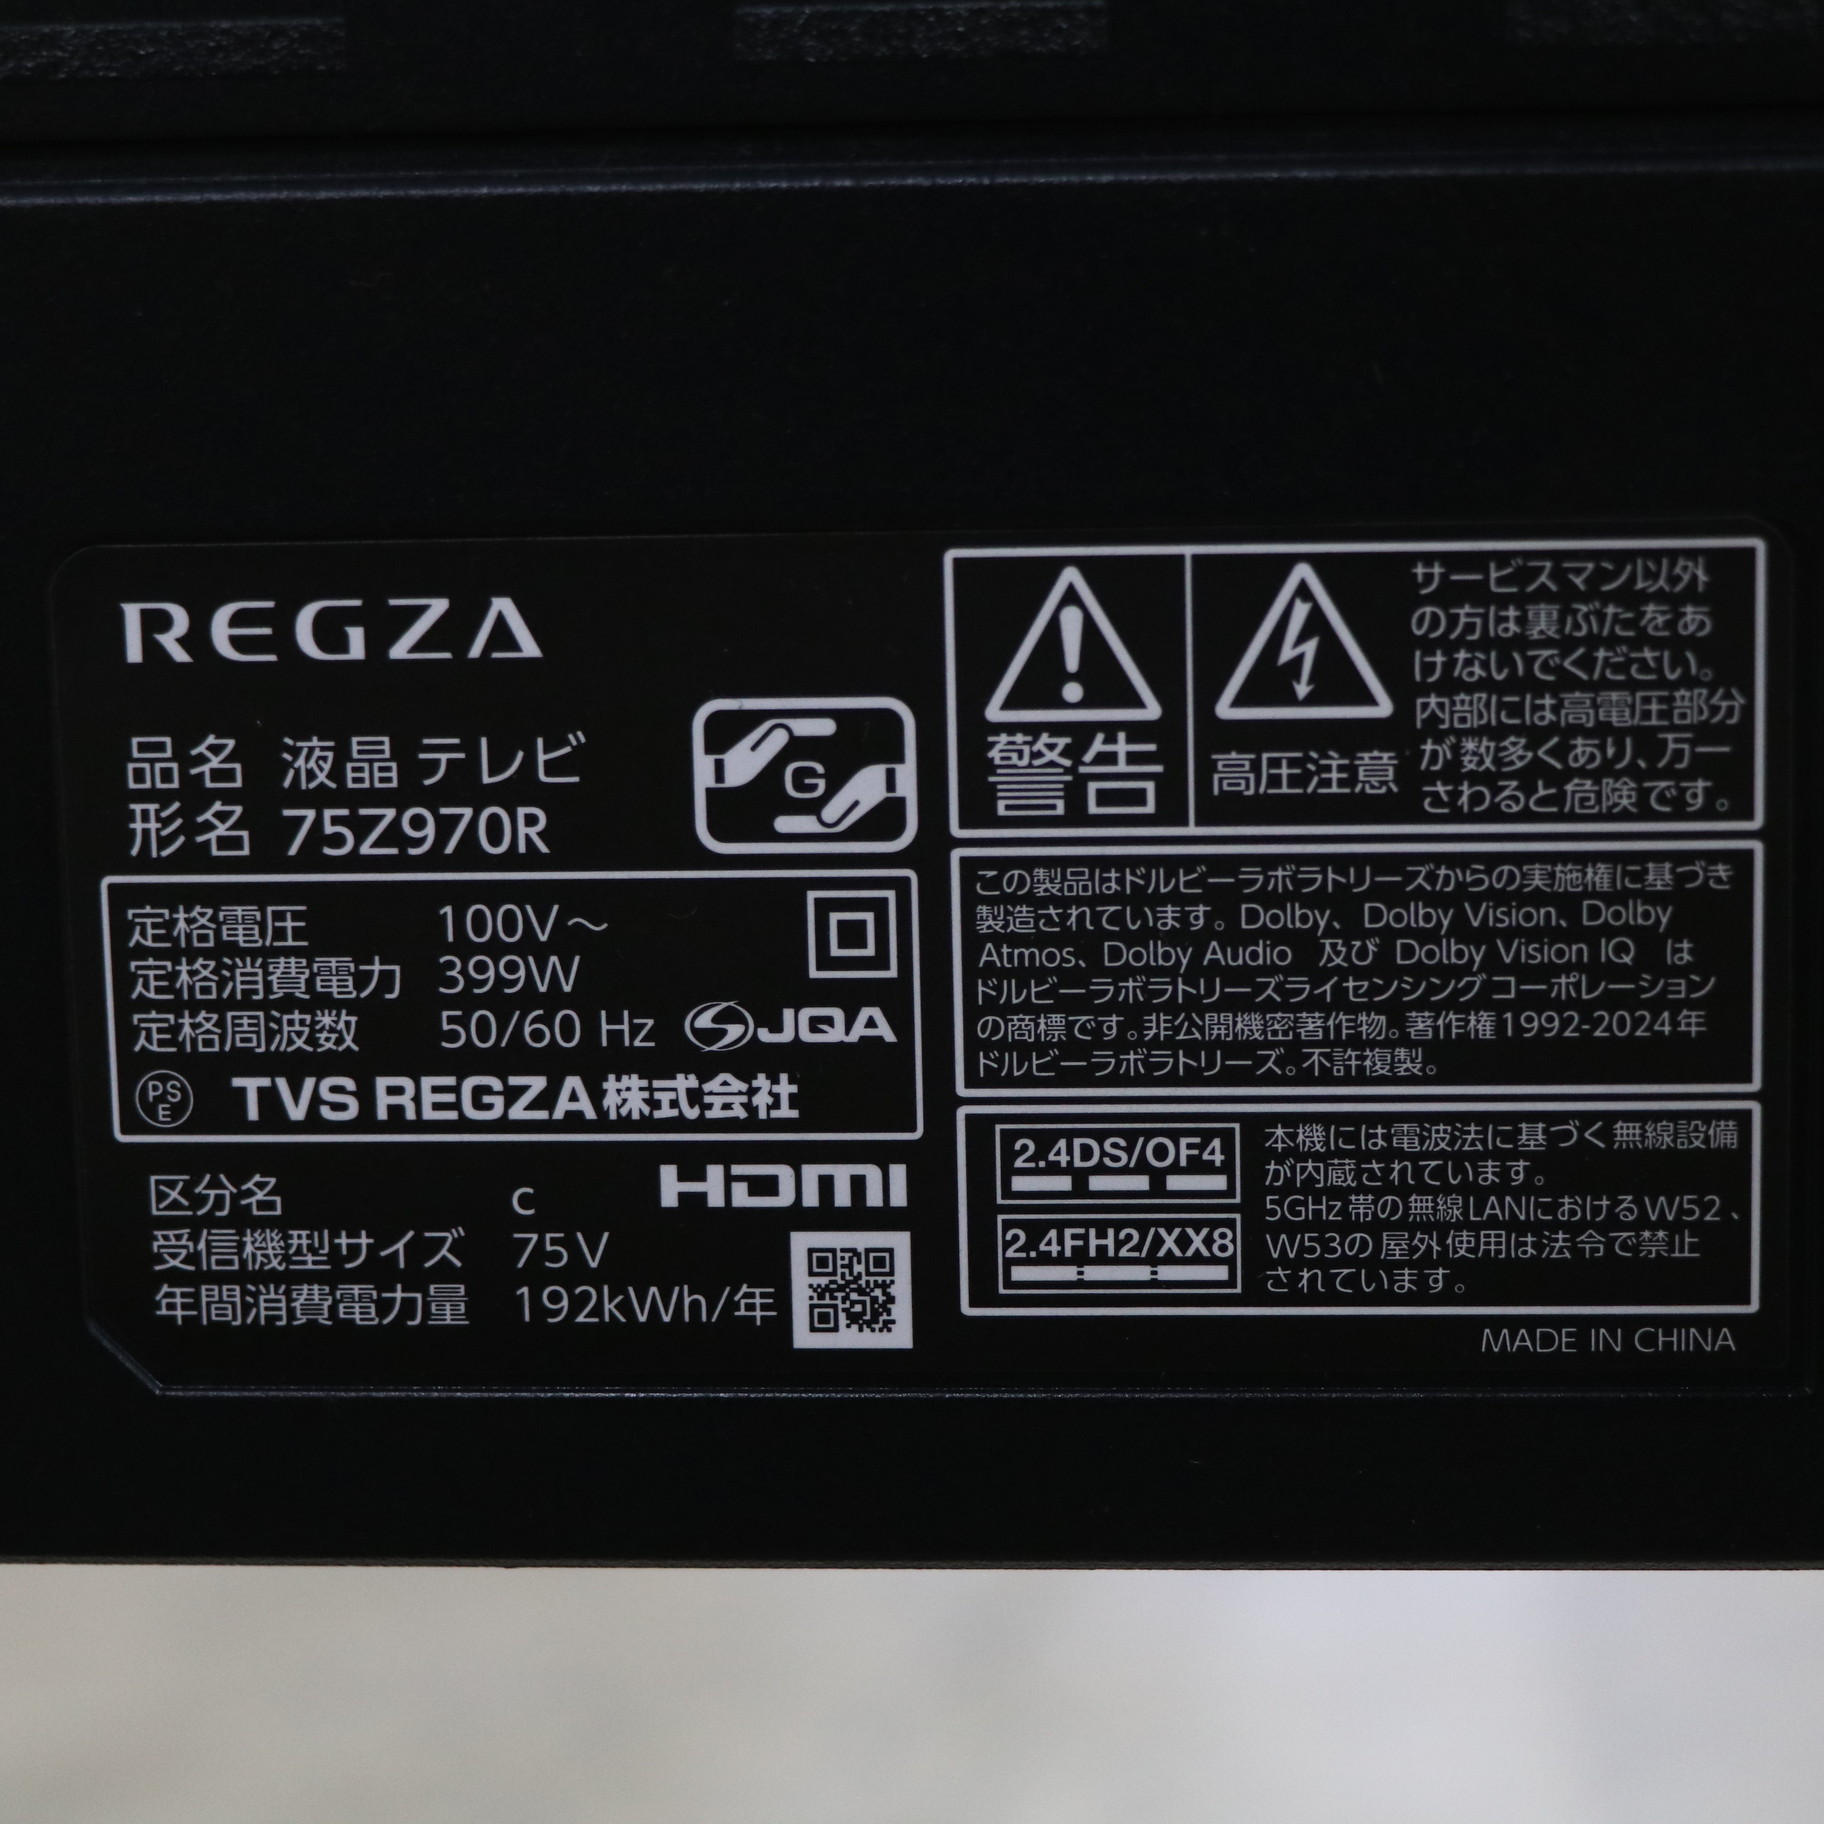 REGZA
品名 液晶テレビ
形名 75Z970R
G
定格電圧 100V～
定格消費電力 399W
定格周波数 50/60 Hz
JQA
PS
E
TVS REGZA株式会社
HDMI
区分名 c
受信機型サイズ 75V
年間消費電力量 192kWh/年
警告
高圧注意
サービスマン以外
の方は裏ぶたをあ
けないでください。
内部には高電圧部分
が数多くあり、万一
さわると危険です。
この製品はドルビーラボラトリーズからの実施権に基づき
製造されています。Dolby、Dolby Vision、Dolby
Atmos、Dolby Audio 及び Dolby Vision IQ は
ドルビーラボラトリーズライセンシングコーポレーション
の商標です。非公開機密著作物。著作権1992-2024年
ドルビーラボラトリーズ。不許複製。
2.4DS/OF4
2.4FH2/XX8
本機には電波法に基づく無線設備
が内蔵されています。
5GHz帯の無線LANにおけるW52、
W53の屋外使用は法令で禁止
されています。
MADE IN CHINA